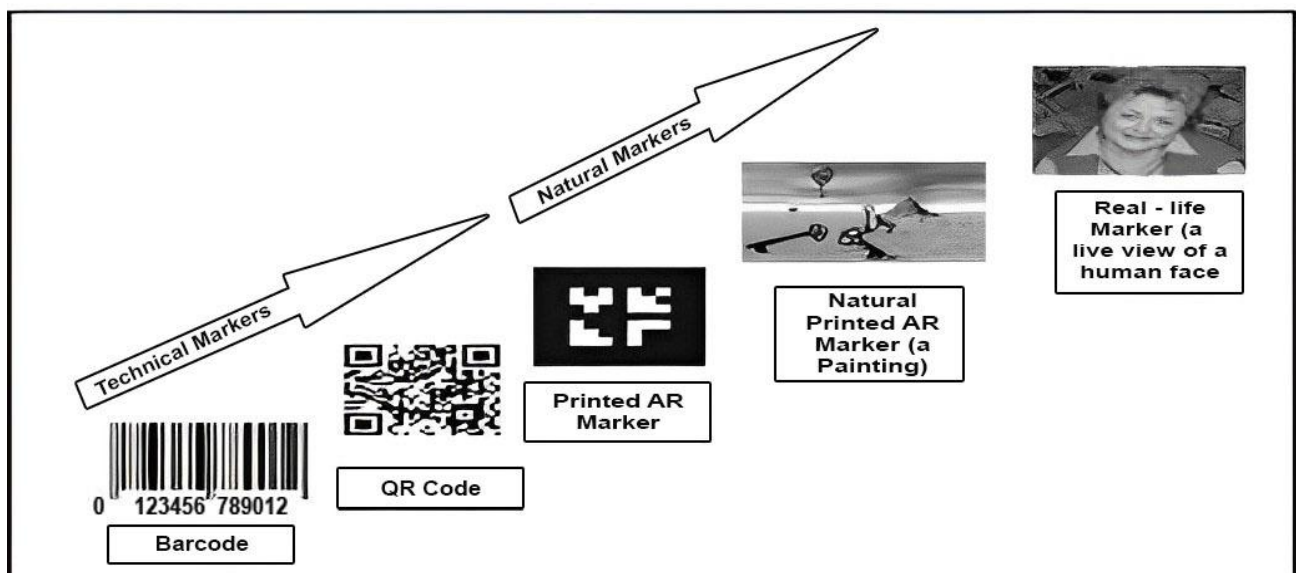 Natural Markers
Technical Markers
Real - life
Marker (a
live view of a
human face
Natural
Printed AR
Marker (a
Painting)
Printed AR
Marker
QR Code
0 123456 789012
Barcode